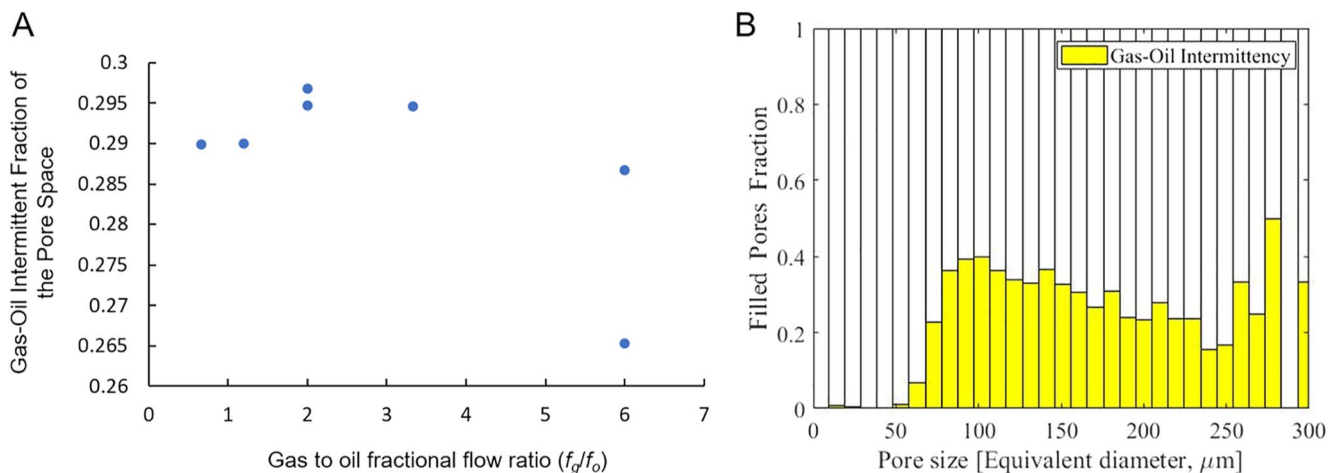 A
Gas-Oil Intermittent Fraction of
the Pore Space
0.3
0.295
0.29
0.285
0.28
0.275
0.27
0.265
0.26
0 1 2 3 4 5 6 7
Gas to oil fractional flow ratio (fg/fo)
B
Filled Pores Fraction
1
0.8
0.6
0.4
0.2
0
Gas-Oil Intermittency
0 50 100 150 200 250 300
Pore size [Equivalent diameter, μm]